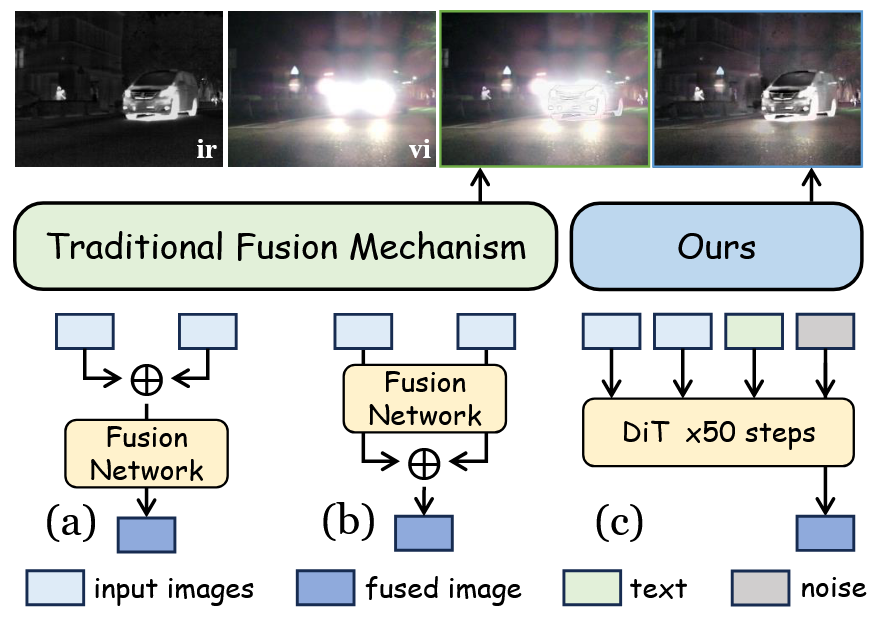 ir
vi
Traditional Fusion Mechanism
Ours
Fusion
Network
(a)
Fusion
Network
(b)
DiT x50 steps
(c)
input images
fused image
text
noise